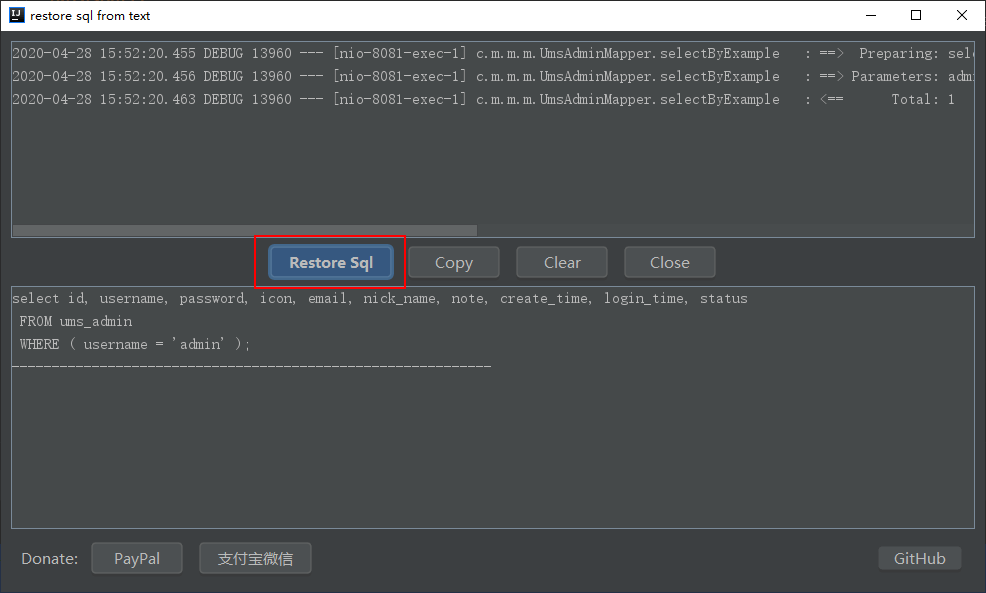 restore sql from text
2020-04-28 15:52:20.455 DEBUG 13960 --- [nio-8081-exec-1] c.m.m.m.UmsAdminMapper.selectByExample   : ==>  Preparing: sele
2020-04-28 15:52:20.456 DEBUG 13960 --- [nio-8081-exec-1] c.m.m.m.UmsAdminMapper.selectByExample   : ==> Parameters: admi
2020-04-28 15:52:20.463 DEBUG 13960 --- [nio-8081-exec-1] c.m.m.m.UmsAdminMapper.selectByExample   : <==      Total: 1
Restore Sql Copy Clear Close
select id, username, password, icon, email, nick_name, note, create_time, login_time, status
FROM ums_admin
WHERE ( username = 'admin' );
------------------------------------------------------------
Donate: PayPal 支付宝微信 GitHub